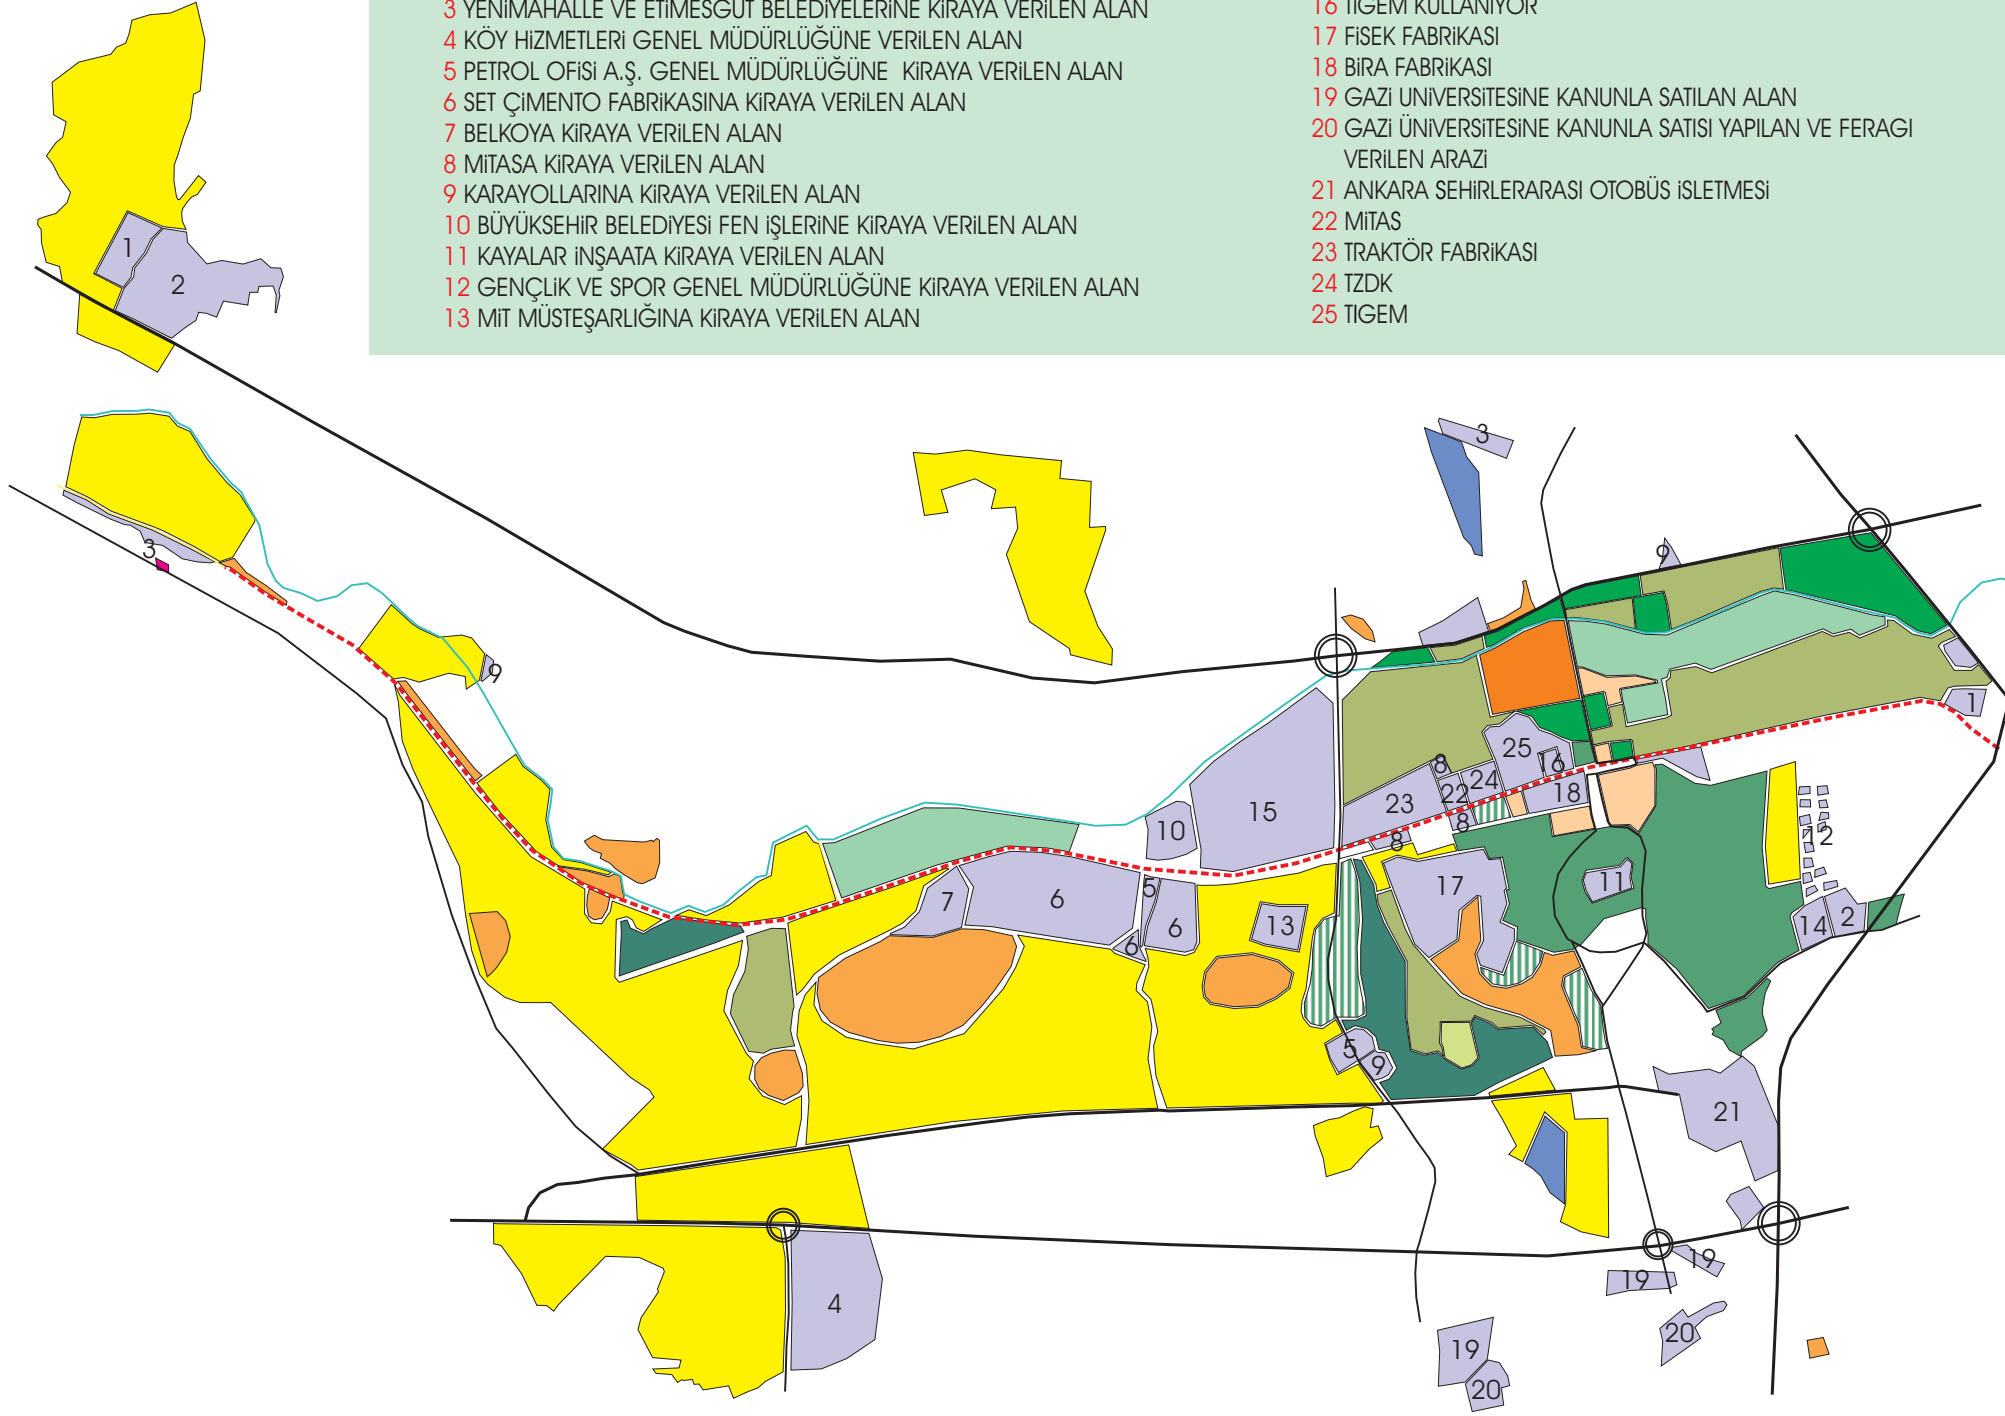 3 YENİMAHALLE VE ETİMESGUT BELEDİYELERİNE KİRAYA VERİLEN ALAN
4 KÖY HİZMETLERİ GENEL MÜDÜRLÜĞÜNE VERİLEN ALAN
5 PETROL OFİSİ A.Ş. GENEL MÜDÜRLÜĞÜNE KİRAYA VERİLEN ALAN
6 SET ÇİMENTO FABRİKASINA KİRAYA VERİLEN ALAN
7 BELKOYA KİRAYA VERİLEN ALAN
8 MİTASA KİRAYA VERİLEN ALAN
9 KARAYOLLARINA KİRAYA VERİLEN ALAN
10 BÜYÜKSEHİR BELEDİYESİ FEN İŞLERİNE KİRAYA VERİLEN ALAN
11 KAYALAR İNŞAATA KİRAYA VERİLEN ALAN
12 GENÇLİK VE SPOR GENEL MÜDÜRLÜĞÜNE KİRAYA VERİLEN ALAN
13 MİT MÜSTEŞARLIĞINA KİRAYA VERİLEN ALAN
16 TİGEM KULLANIYOR
17 FİSEK FABRİKASI
18 BİRA FABRİKASI
19 GAZİ UNİVERSİTESİNE KANUNLA SATILAN ALAN
20 GAZİ ÜNİVERSİTESİNE KANUNLA SATISI YAPILAN VE FERAGI
VERİLEN ARAZİ
21 ANKARA SEHİRLERARASI OTOBÜS İSLETMESİ
22 MİTAS
23 TRAKTÖR FABRİKASI
24 TZDK
25 TIGEM
1
2
3
3
9
9
1
25
8
16
24
22
18
23
15
10
8
8
12
17
11
7
6
5
6
6
13
14
2
5
9
21
19
19
4
20
19
20